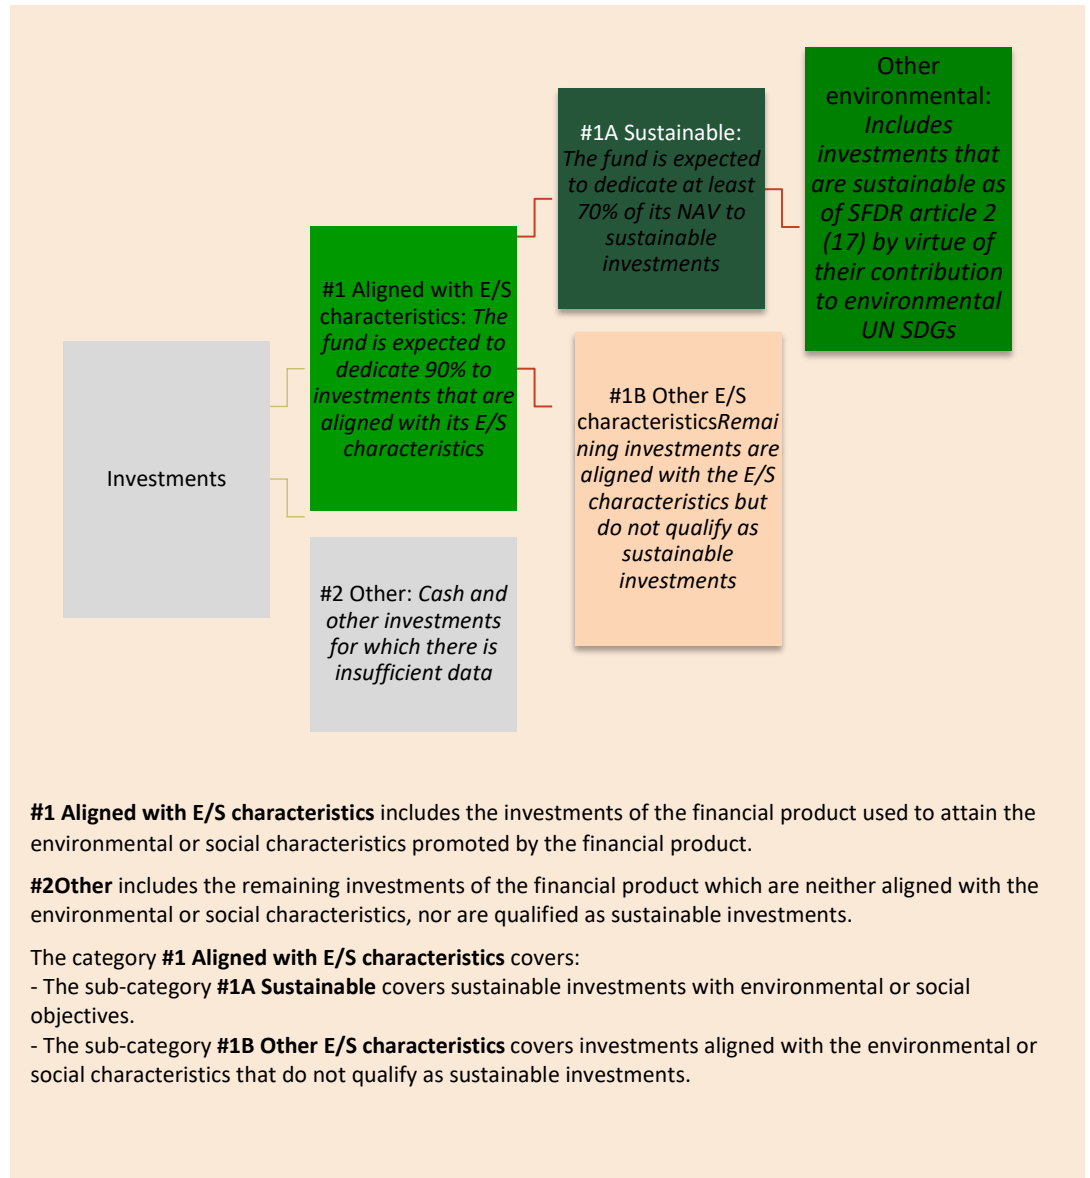 Investments
#1 Aligned with E/S
characteristics: The
fund is expected to
dedicate 90% to
investments that are
aligned with its E/S
characteristics
#2 Other: Cash and
other investments
for which there is
insufficient data
#1A Sustainable:
The fund is expected
to dedicate at least
70% of its NAV to
sustainable
investments
#1B Other E/S
characteristicsRemai
ning investments are
aligned with the E/S
characteristics but
do not qualify as
sustainable
investments
Other
environmental:
Includes
investments that
are sustainable as
of SFDR article 2
(17) by virtue of
their contribution
to environmental
UN SDGs
#1 Aligned with E/S characteristics includes the investments of the financial product used to attain the
environmental or social characteristics promoted by the financial product.
#2Other includes the remaining investments of the financial product which are neither aligned with the
environmental or social characteristics, nor are qualified as sustainable investments.
The category #1 Aligned with E/S characteristics covers:
- The sub-category #1A Sustainable covers sustainable investments with environmental or social
objectives.
- The sub-category #1B Other E/S characteristics covers investments aligned with the environmental or
social characteristics that do not qualify as sustainable investments.